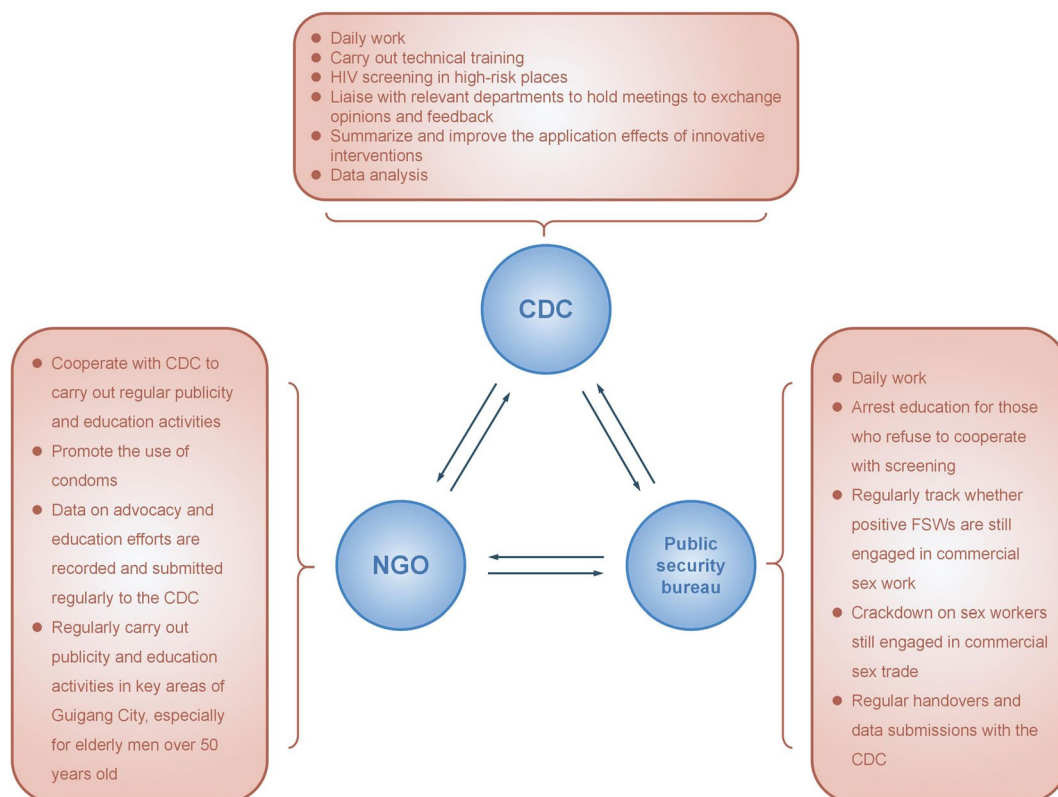 ● Daily work
● Carry out technical training
● HIV screening in high-risk places
● Liaise with relevant departments to hold meetings to exchange
opinions and feedback
● Summarize and improve the application effects of innovative
interventions
● Data analysis
CDC
● Cooperate with CDC to
carry out regular publicity
and education activities
● Promote the use of
condoms
● Data on advocacy and
education efforts are
recorded and submitted
regularly to the CDC
● Regularly carry out
publicity and education
activities in key areas of
Guigang City, especially
for elderly men over 50
years old
NGO
Public
security
bureau
● Daily work
● Arrest education for those
who refuse to cooperate
with screening
● Regularly track whether
positive FSWs are still
engaged in commercial
sex work
● Crackdown on sex workers
still engaged in commercial
sex trade
● Regular handovers and
data submissions with the
CDC